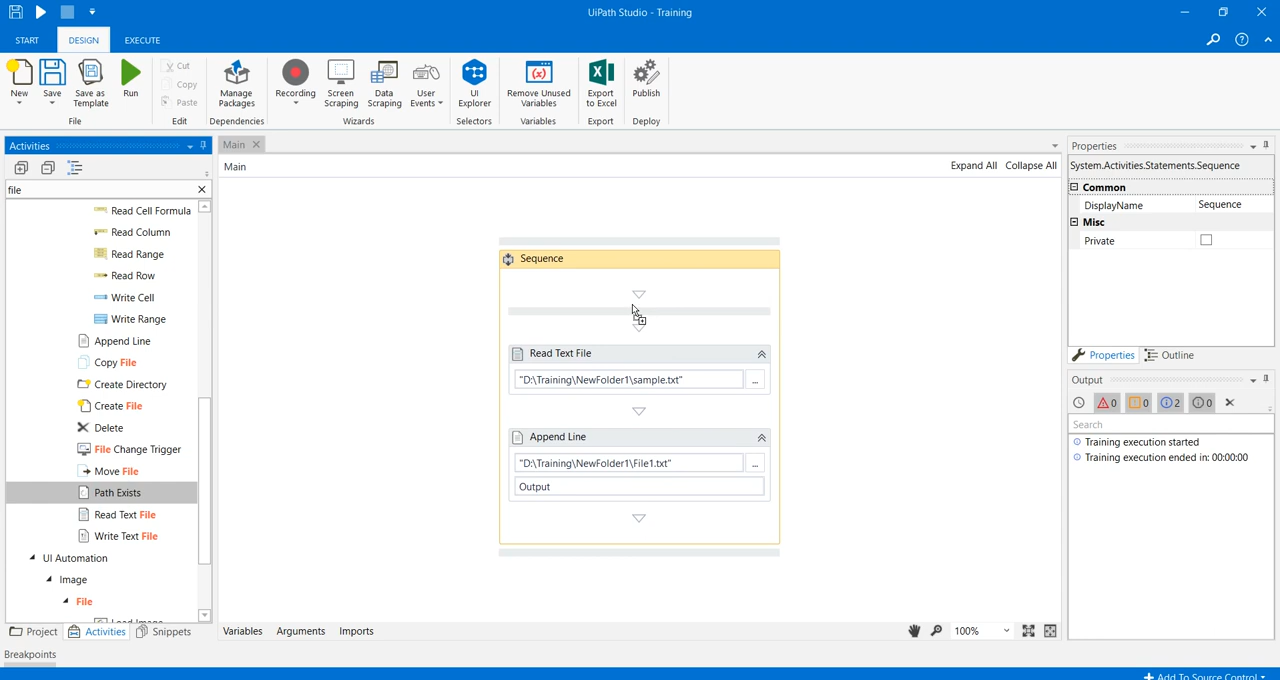 UiPath Studio - Training
START DESIGN EXECUTE
New Save Save as Template Run Cut Copy Paste Manage Packages Recording Screen Scraping Data Scraping User Events UI Explorer Remove Unused Variables Export to Excel Publish
File Edit Dependencies Wizards Selectors Variables Export Deploy
Activities
file
Read Cell Formula
Read Column
Read Range
Read Row
Write Cell
Write Range
Append Line
Copy File
Create Directory
Create File
Delete
File Change Trigger
Move File
Path Exists
Read Text File
Write Text File
UI Automation
Image
File
Load Image
Project Activities Snippets
Breakpoints
Main
Main Expand All Collapse All
Sequence
Read Text File
"D:\Training\NewFolder1\sample.txt" ...
Append Line
"D:\Training\NewFolder1\File1.txt" ...
Output
Variables Arguments Imports 100%
Properties
System.Activities.Statements.Sequence
Common
DisplayName Sequence
Misc
Private
Properties Outline
Output
0 0 2 0
Search
Training execution started
Training execution ended in: 00:00:00
Add To Source Control